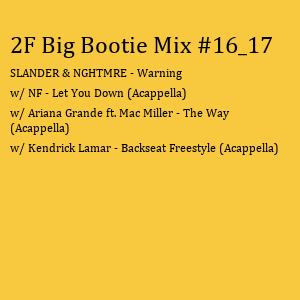 2F Big Bootie Mix #16_17
SLANDER & NGHTMRE - Warning
w/ NF - Let You Down (Acappella)
w/ Ariana Grande ft. Mac Miller - The Way
(Acappella)
w/ Kendrick Lamar - Backseat Freestyle (Acappella)